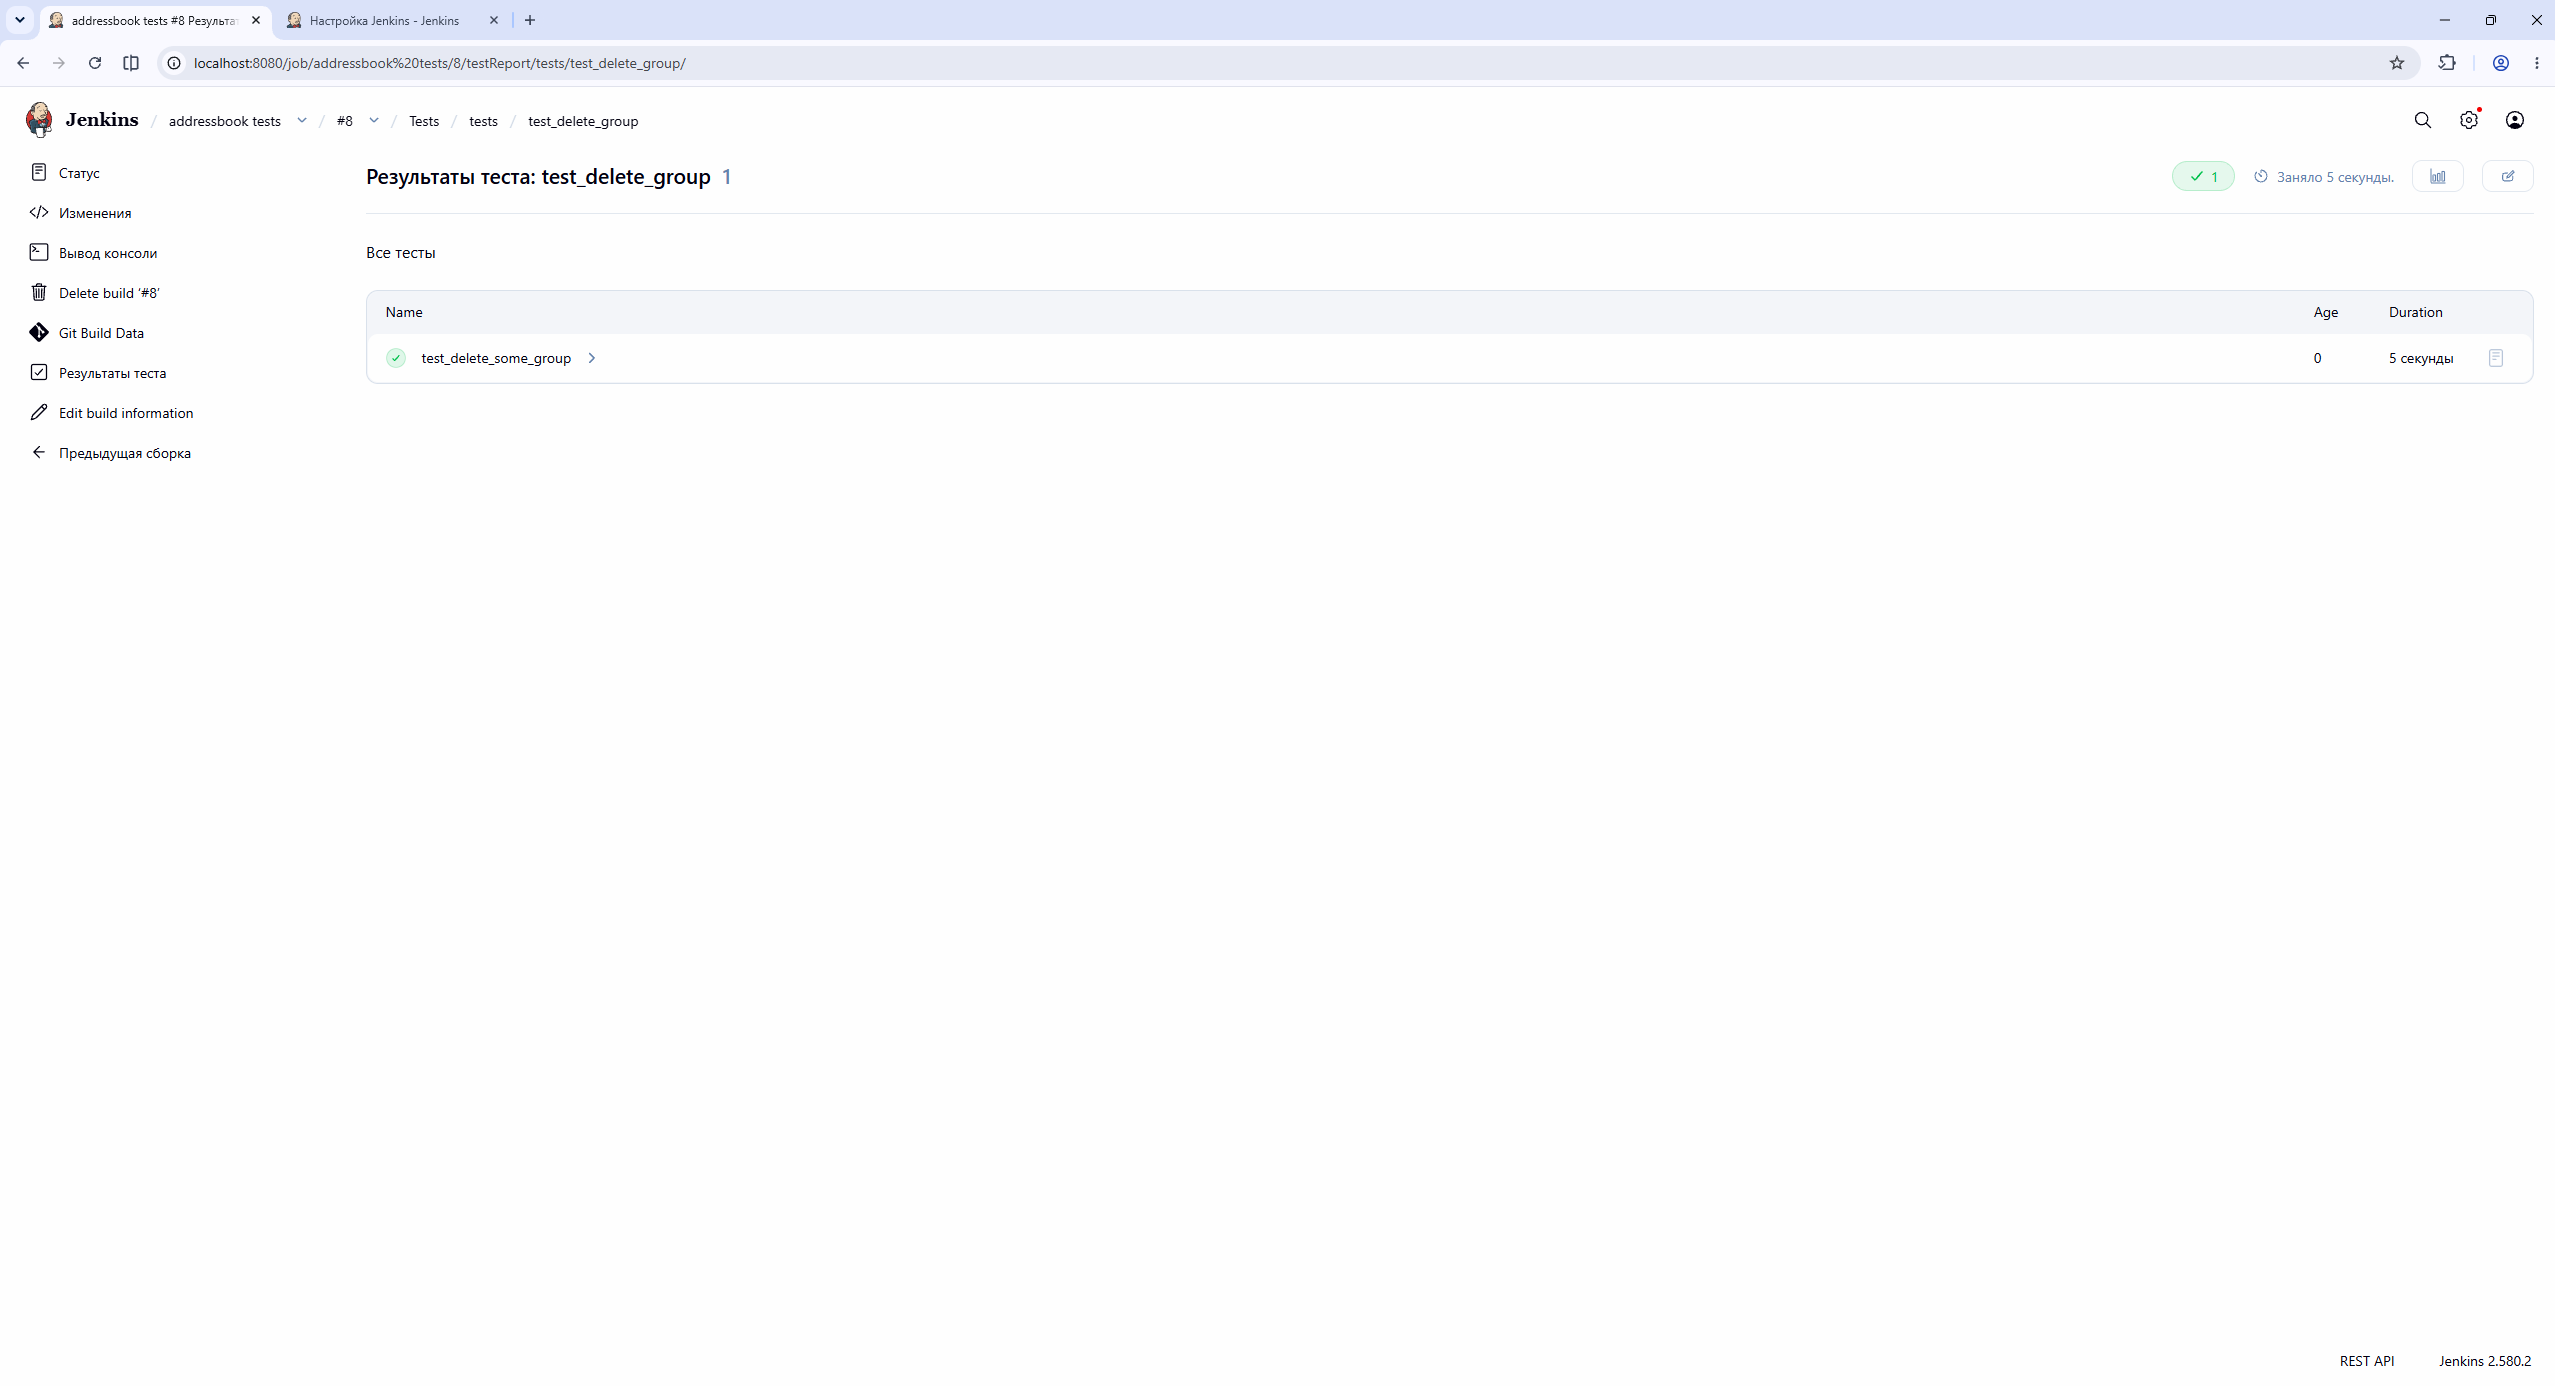 addressbook tests #8 Результа
Настройка Jenkins - Jenkins
localhost:8080/job/addressbook%20tests/8/testReport/tests/test_delete_group/
Jenkins / addressbook tests / #8 / Tests / tests / test_delete_group
Статус
Изменения
Вывод консоли
Delete build ‘#8’
Git Build Data
Результаты теста
Edit build information
Предыдущая сборка
Результаты теста: test_delete_group 1
1
Заняло 5 секунды.
Все тесты
Name Age Duration
test_delete_some_group 0 5 секунды
REST API Jenkins 2.580.2